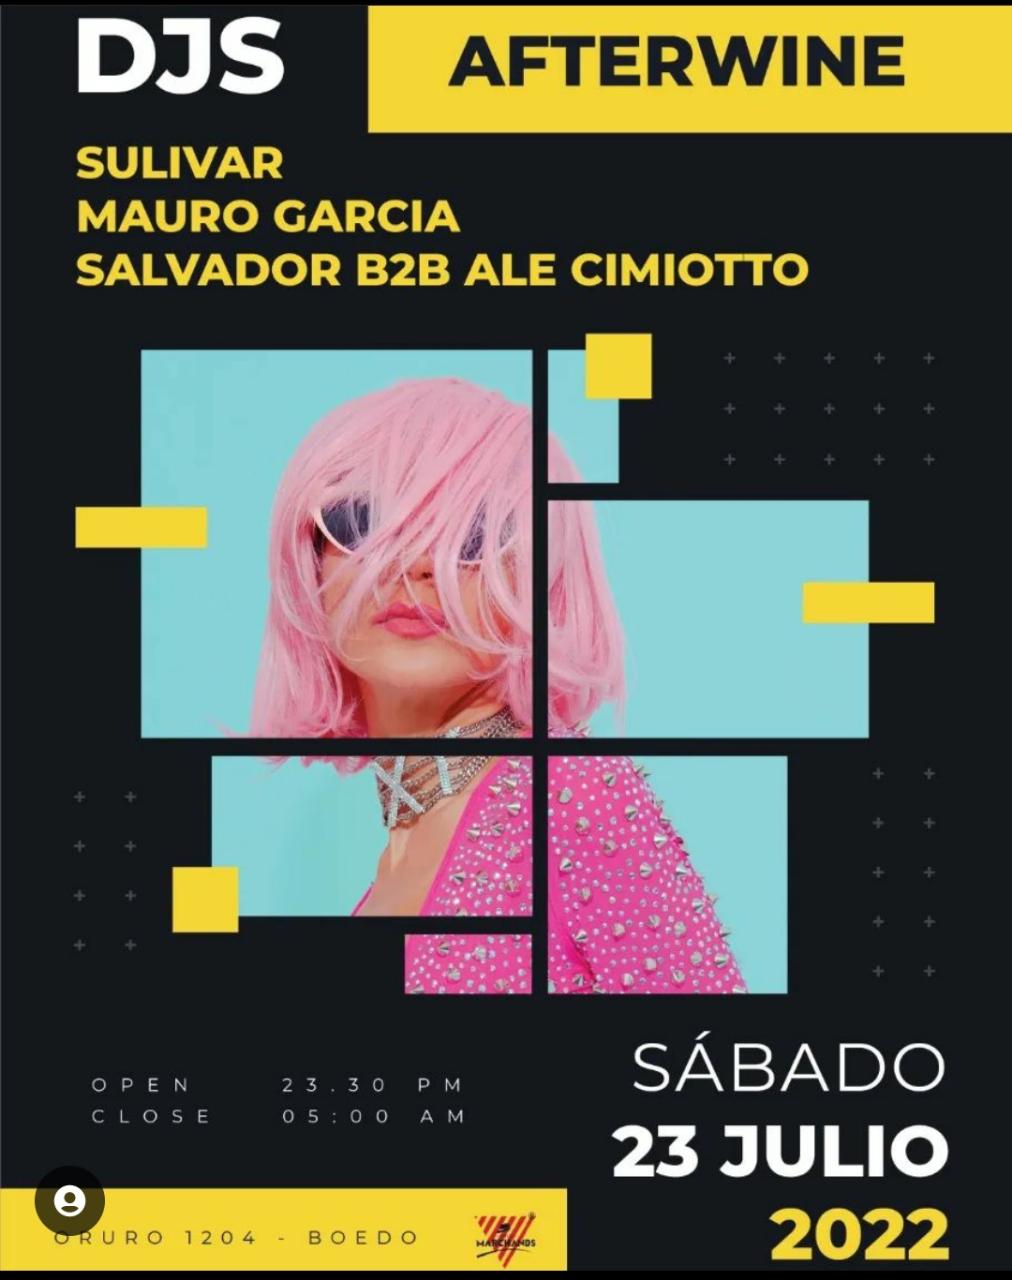 DJS
AFTERWINE
SULIVAR
MAURO GARCIA
SALVADOR B2B ALE CIMIOTTO
OPEN 23.30 PM
CLOSE 05:00 AM
SÁBADO
23 JULIO
2022
ORURO 1204 - BOEDO
MARCHANDS